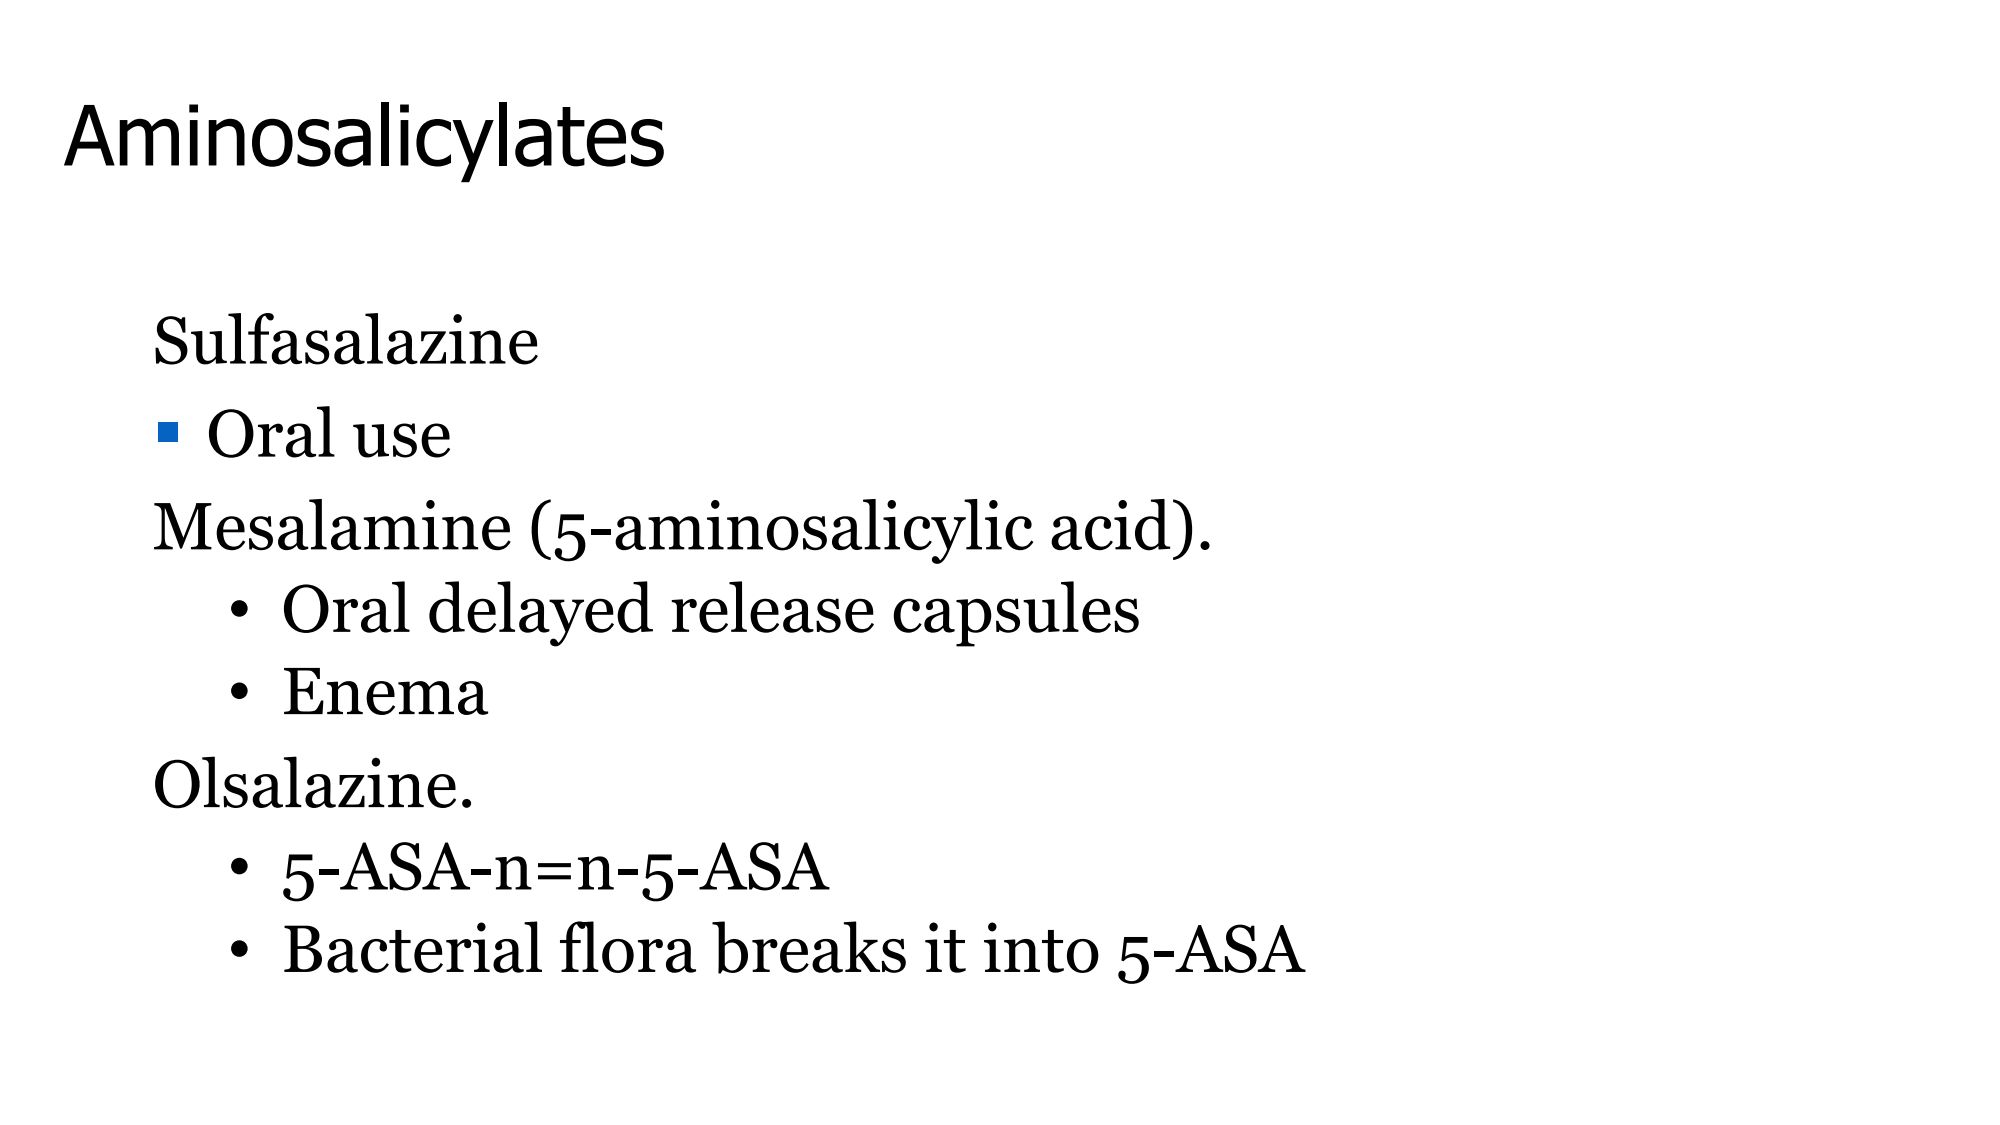 Aminosalicylates
Sulfasalazine
▪ Oral use
Mesalamine (5-aminosalicylic acid).
• Oral delayed release capsules
• Enema
Olsalazine.
• 5-ASA-n=n-5-ASA
• Bacterial flora breaks it into 5-ASA